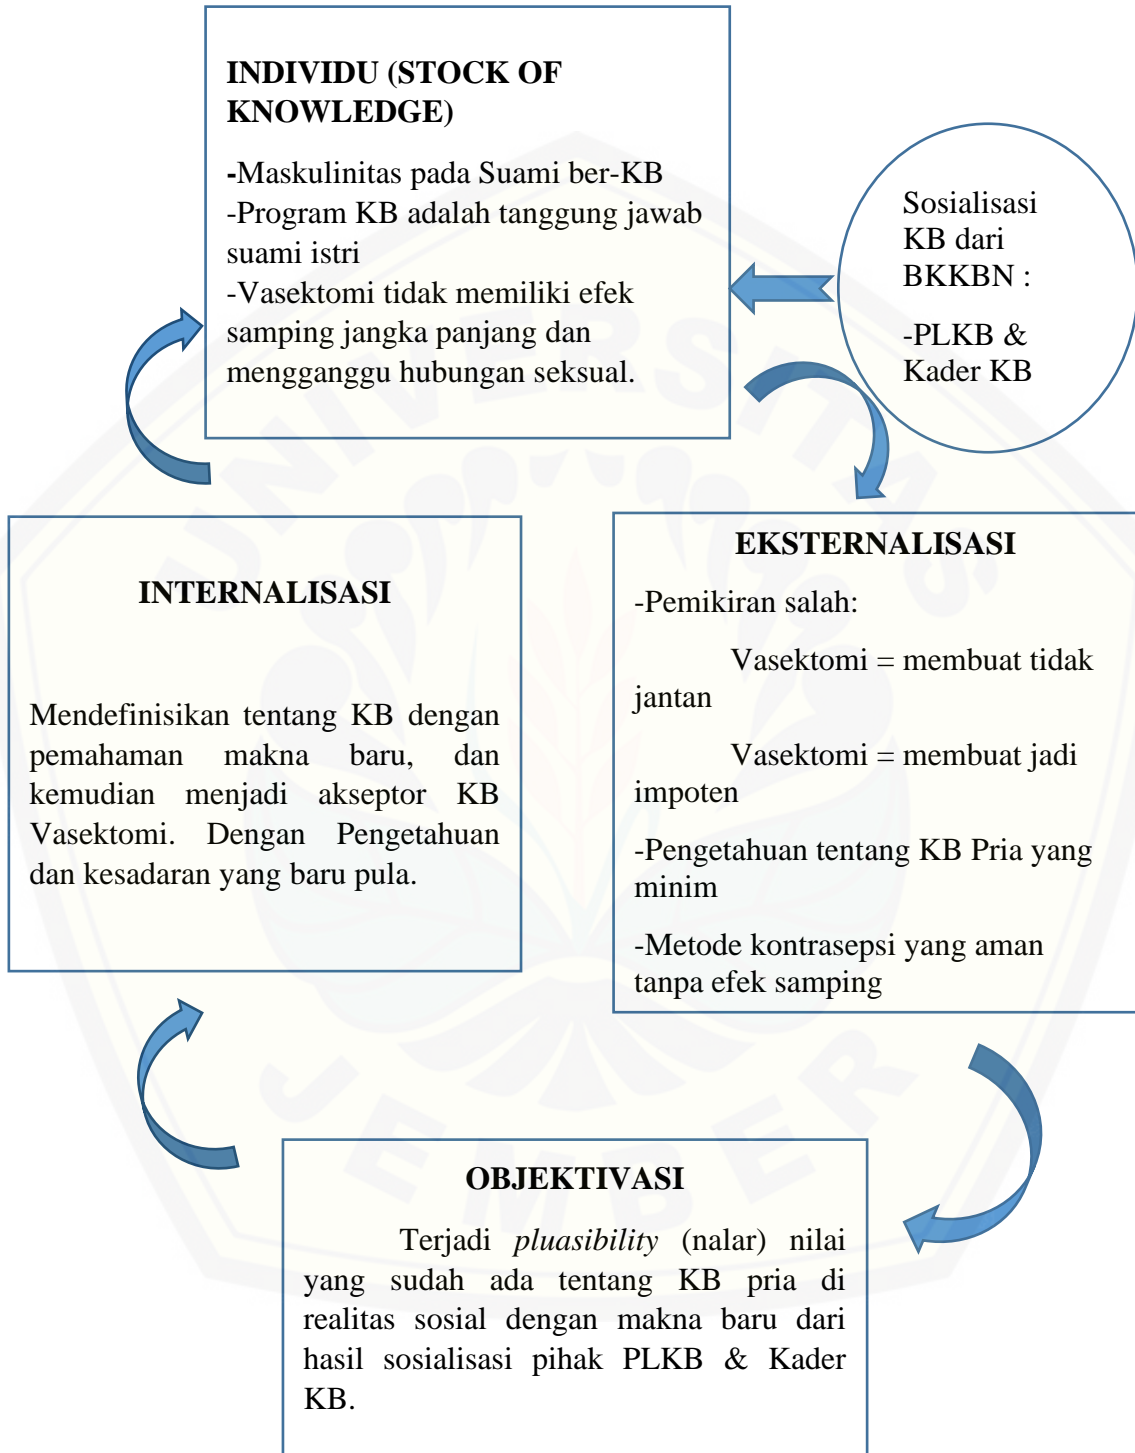 INDIVIDU (STOCK OF
KNOWLEDGE)
-Maskulinitas pada Suami ber-KB
-Program KB adalah tanggung jawab
suami istri
-Vasektomi tidak memiliki efek
samping jangka panjang dan
mengganggu hubungan seksual.
Sosialisasi
KB dari
BKKBN :
-PLKB &
Kader KB
INTERNALISASI
Mendefinisikan tentang KB dengan
pemahaman makna baru, dan
kemudian menjadi akseptor KB
Vasektomi. Dengan Pengetahuan
dan kesadaran yang baru pula.
EKSTERNALISASI
-Pemikiran salah:
Vasektomi = membuat tidak
jantan
Vasektomi = membuat jadi
impoten
-Pengetahuan tentang KB Pria yang
minim
-Metode kontrasepsi yang aman
tanpa efek samping
OBJEKTIVASI
Terjadi pluasibility (nalar) nilai
yang sudah ada tentang KB pria di
realitas sosial dengan makna baru dari
hasil sosialisasi pihak PLKB & Kader
KB.
UNIVERSITAS
JEMBER